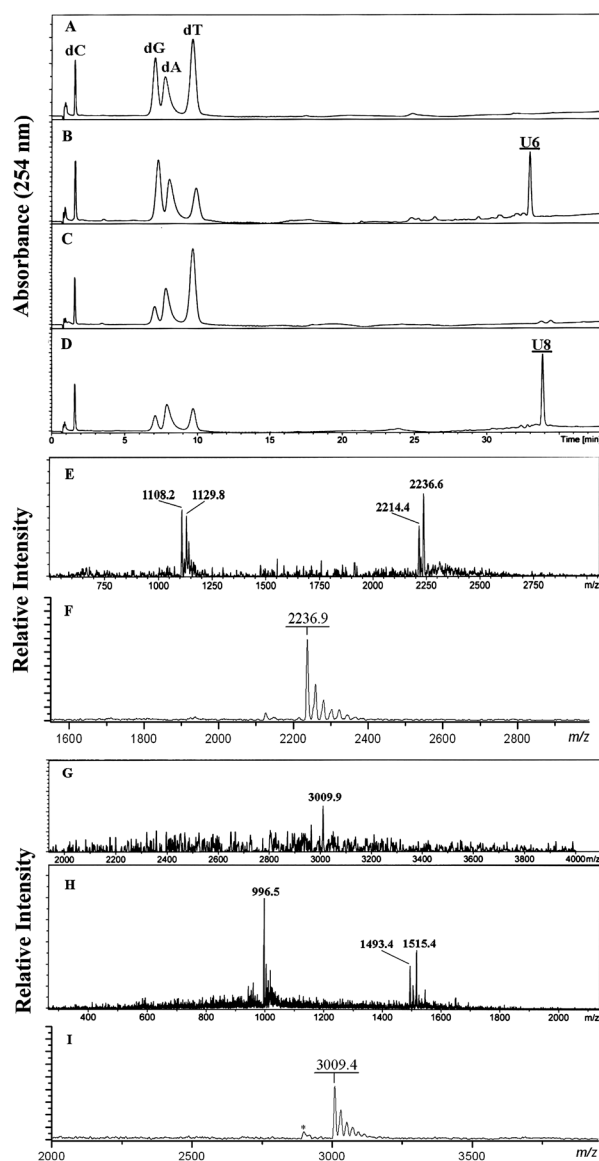 A
dC dG dA dT
B
U6
C
D
U8
Absorbance (254 nm)
0 5 10 15 20 25 30 Time [min]
E
1108.2 1129.8 2236.6
2214.4
750 1000 1250 1500 1750 2000 2250 2500 2750 m/z
F
2236.9
1600 1800 2000 2200 2400 2600 2800 m/z
Relative Intensity
G
3009.9
2000 2200 2400 2600 2800 3000 3200 3400 3600 3800 4000m/z
H
996.5
1493.4 1515.4
400 600 800 1000 1200 1400 1600 1800 2000 m/z
Relative Intensity
I
3009.4
*
2000 2500 3000 3500 m/z